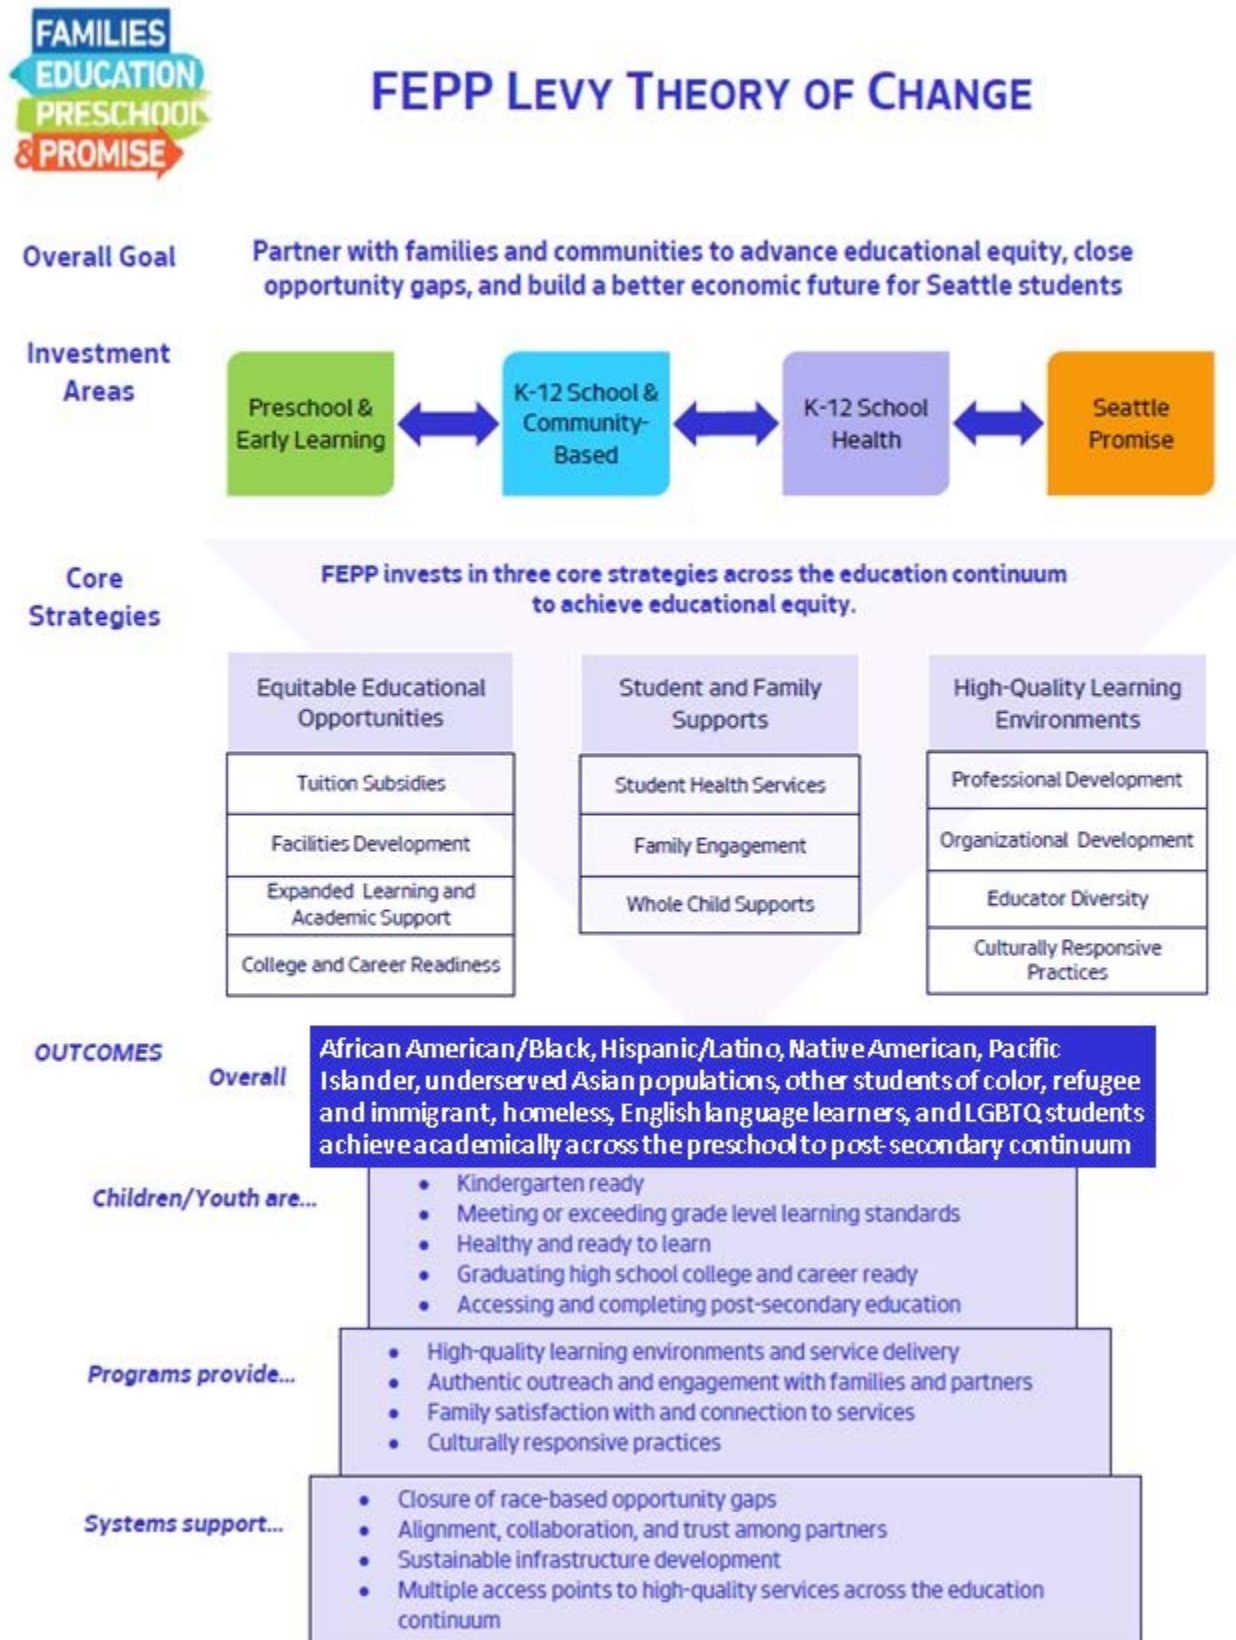 FAMILIES
EDUCATION
PRESCHOOL
& PROMISE
FEPP LEVY THEORY OF CHANGE
Overall Goal
Partner with families and communities to advance educational equity, close
opportunity gaps, and build a better economic future for Seattle students
Investment
Areas
Preschool &
Early Learning
K-12 School &
Community-
Based
K-12 School
Health
Seattle
Promise
Core
Strategies
FEPP invests in three core strategies across the education continuum
to achieve educational equity.
Equitable Educational
Opportunities
Tuition Subsidies
Facilities Development
Expanded Learning and
Academic Support
College and Career Readiness
Student and Family
Supports
Student Health Services
Family Engagement
Whole Child Supports
High-Quality Learning
Environments
Professional Development
Organizational Development
Educator Diversity
Culturally Responsive
Practices
OUTCOMES
Overall
African American/Black, Hispanic/Latino, Native American, Pacific
Islander, underserved Asian populations, other students of color, refugee
and immigrant, homeless, English language learners, and LGBTQ students
achieve academically across the preschool to post-secondary continuum
Children/Youth are...
• Kindergarten ready
• Meeting or exceeding grade level learning standards
• Healthy and ready to learn
• Graduating high school college and career ready
• Accessing and completing post-secondary education
Programs provide...
• High-quality learning environments and service delivery
• Authentic outreach and engagement with families and partners
• Family satisfaction with and connection to services
• Culturally responsive practices
Systems support...
• Closure of race-based opportunity gaps
• Alignment, collaboration, and trust among partners
• Sustainable infrastructure development
• Multiple access points to high-quality services across the education
continuum